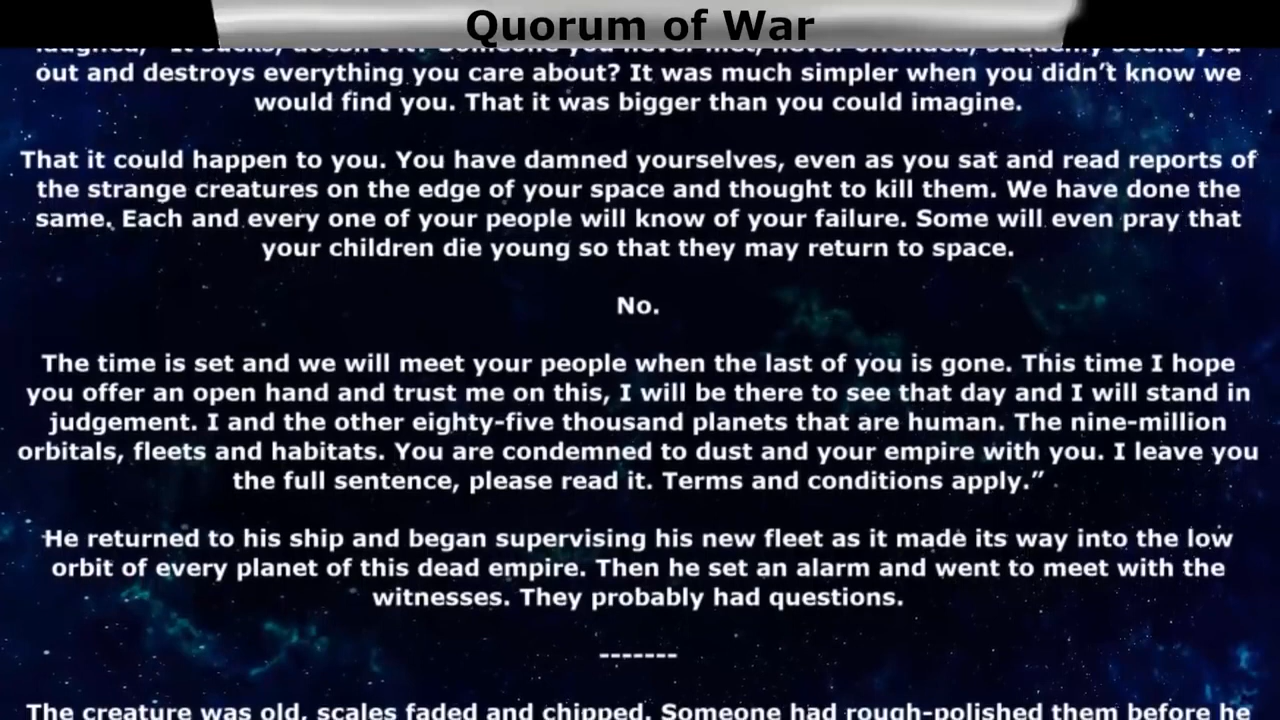 Quorum of War
out and destroys everything you care about? It was much simpler when you didn’t know we
would find you. That it was bigger than you could imagine.
That it could happen to you. You have damned yourselves, even as you sat and read reports of
the strange creatures on the edge of your space and thought to kill them. We have done the
same. Each and every one of your people will know of your failure. Some will even pray that
your children die young so that they may return to space.
No.
The time is set and we will meet your people when the last of you is gone. This time I hope
you offer an open hand and trust me on this, I will be there to see that day and I will stand in
judgement. I and the other eighty-five thousand planets that are human. The nine-million
orbitals, fleets and habitats. You are condemned to dust and your empire with you. I leave you
the full sentence, please read it. Terms and conditions apply.”
He returned to his ship and began supervising his new fleet as it made its way into the low
orbit of every planet of this dead empire. Then he set an alarm and went to meet with the
witnesses. They probably had questions.
-------
The creature was old, scales faded and chipped. Someone had rough-polished them before he